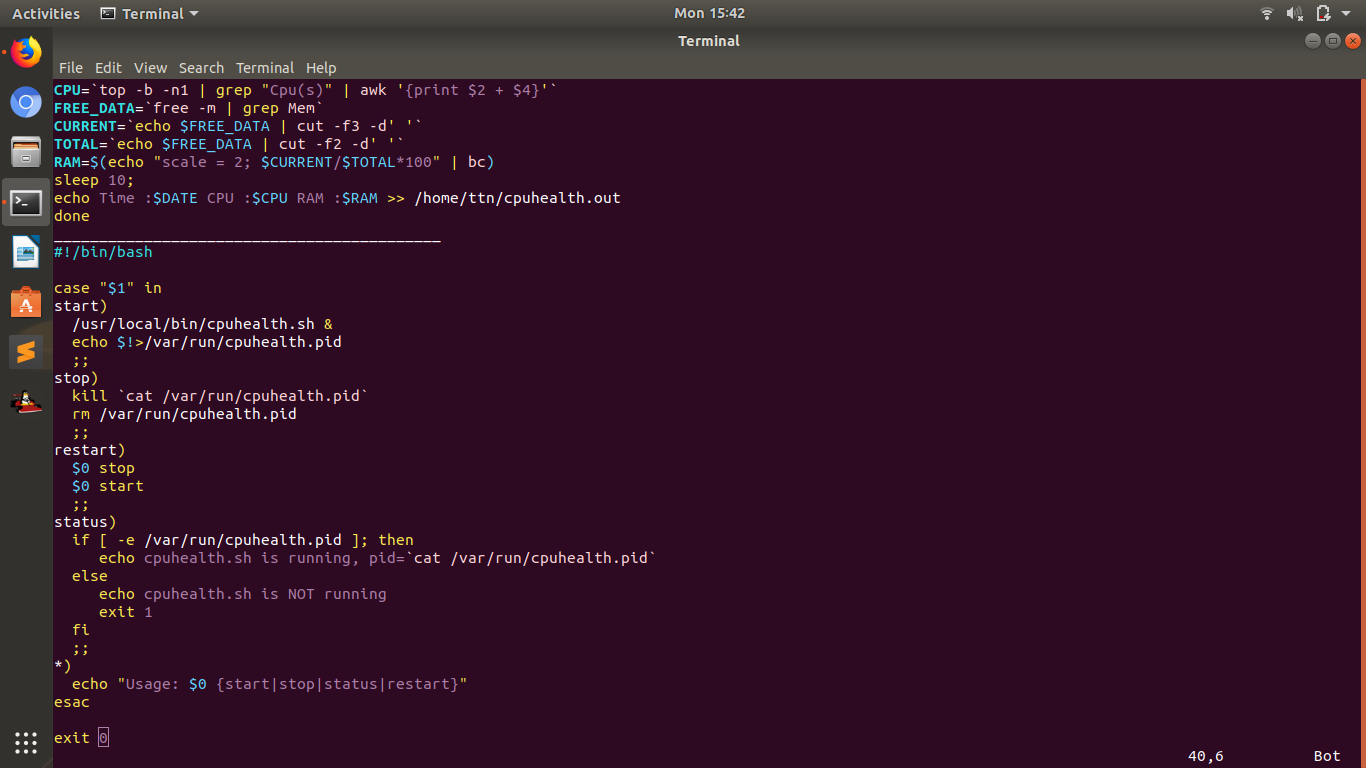 Activities Terminal Mon 15:42
Terminal
File Edit View Search Terminal Help
CPU=`top -b -n1 | grep "Cpu(s)" | awk '{print $2 + $4}'`
FREE_DATA=`free -m | grep Mem`
CURRENT=`echo $FREE_DATA | cut -f3 -d' '`
TOTAL=`echo $FREE_DATA | cut -f2 -d' '`
RAM=$(echo "scale = 2; $CURRENT/$TOTAL*100" | bc)
sleep 10;
echo Time :$DATE CPU :$CPU RAM :$RAM >> /home/ttn/cpuhealth.out
done
___________________________________________
#!/bin/bash

case "$1" in
start)
  /usr/local/bin/cpuhealth.sh &
  echo $!>/var/run/cpuhealth.pid
  ;;
stop)
  kill `cat /var/run/cpuhealth.pid`
  rm /var/run/cpuhealth.pid
  ;;
restart)
  $0 stop
  $0 start
  ;;
status)
  if [ -e /var/run/cpuhealth.pid ]; then
     echo cpuhealth.sh is running, pid=`cat /var/run/cpuhealth.pid`
  else
     echo cpuhealth.sh is NOT running
     exit 1
  fi
  ;;
*)
  echo "Usage: $0 {start|stop|status|restart}"
esac

exit 0
40,6 Bot